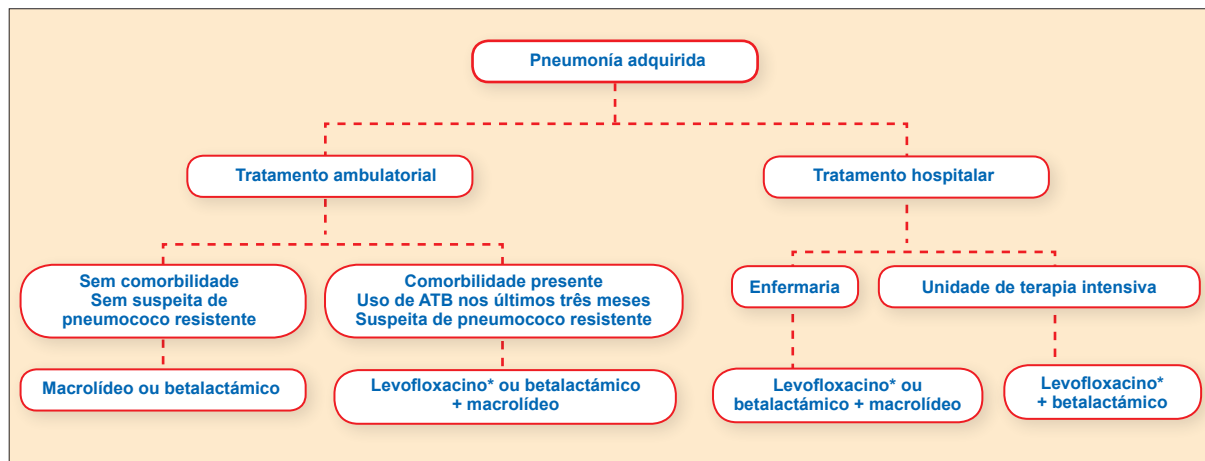 Pneumonía adquirida
Tratamento ambulatorial
Tratamento hospitalar
Sem comorbilidade
Sem suspeita de
pneumococo resistente
Comorbilidade presente
Uso de ATB nos últimos três meses
Suspeita de pneumococo resistente
Enfermaria
Unidade de terapia intensiva
Macrolídeo ou betalactámico
Levofloxacino* ou betalactámico
+ macrolídeo
Levofloxacino* ou
betalactámico + macrolídeo
Levofloxacino*
+ betalactámico